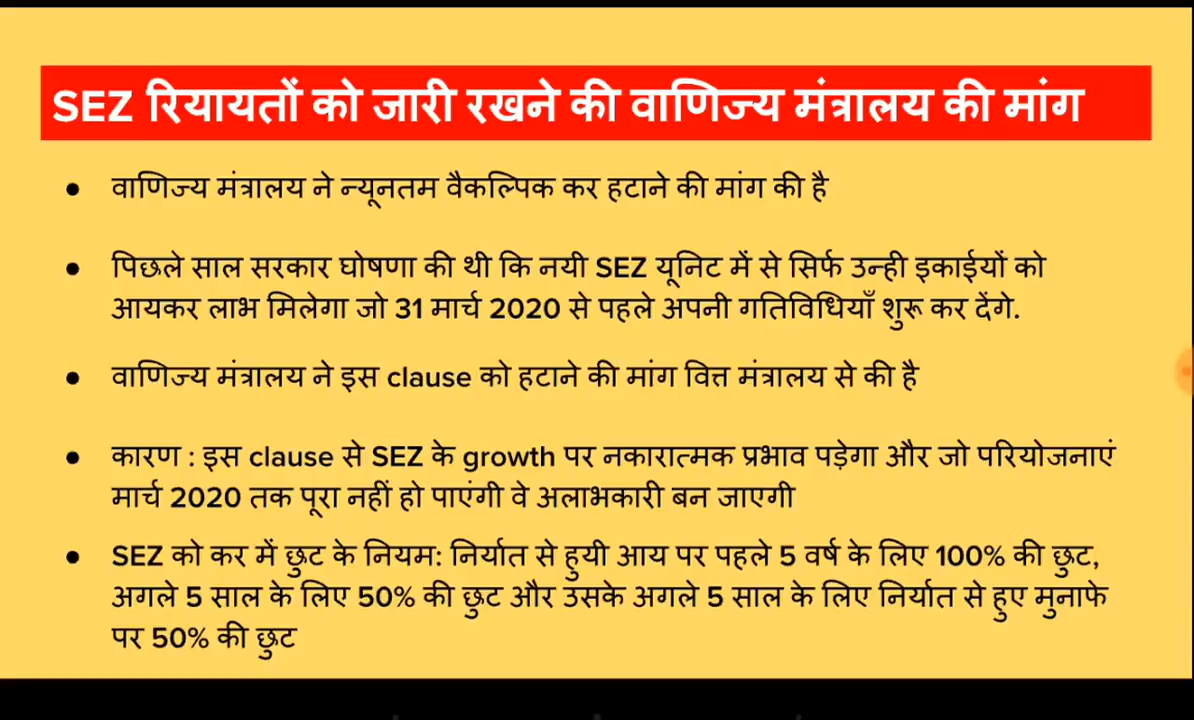 SEZ रियायतों को जारी रखने की वाणिज्य मंत्रालय की मांग
● वाणिज्य मंत्रालय ने न्यूनतम वैकल्पिक कर हटाने की मांग की है
● पिछले साल सरकार घोषणा की थी कि नयी SEZ यूनिट में से सिर्फ उन्ही इकाईयों को
आयकर लाभ मिलेगा जो 31 मार्च 2020 से पहले अपनी गतिविधियाँ शुरू कर देंगे.
● वाणिज्य मंत्रालय ने इस clause को हटाने की मांग वित्त मंत्रालय से की है
● कारण : इस clause से SEZ के growth पर नकारात्मक प्रभाव पड़ेगा और जो परियोजनाएं
मार्च 2020 तक पूरा नहीं हो पाएंगी वे अलाभकारी बन जाएगी
● SEZ को कर में छुट के नियम: निर्यात से हुयी आय पर पहले 5 वर्ष के लिए 100% की छुट,
अगले 5 साल के लिए 50% की छुट और उसके अगले 5 साल के लिए निर्यात से हुए मुनाफे
पर 50% की छुट